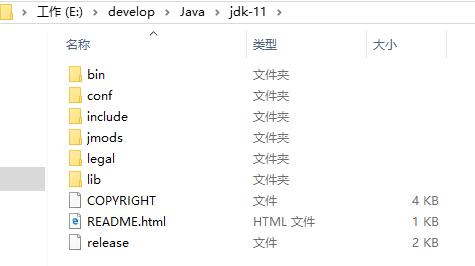 工作 (E:) > develop > Java > jdk-11 >
名称 类型 大小
bin 文件夹
conf 文件夹
include 文件夹
jmods 文件夹
legal 文件夹
lib 文件夹
COPYRIGHT 文件 4 KB
README.html HTML 文件 1 KB
release 文件 2 KB